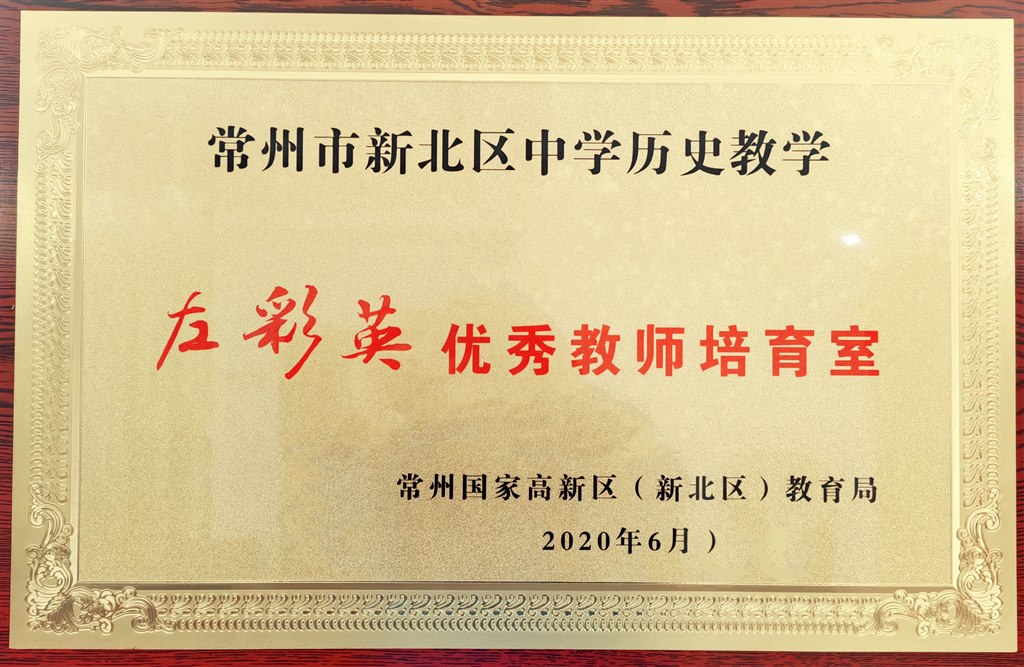 常州市新北区中学历史教学
左彩英优秀教师培育室
常州国家高新区（新北区）教育局
2020年6月）